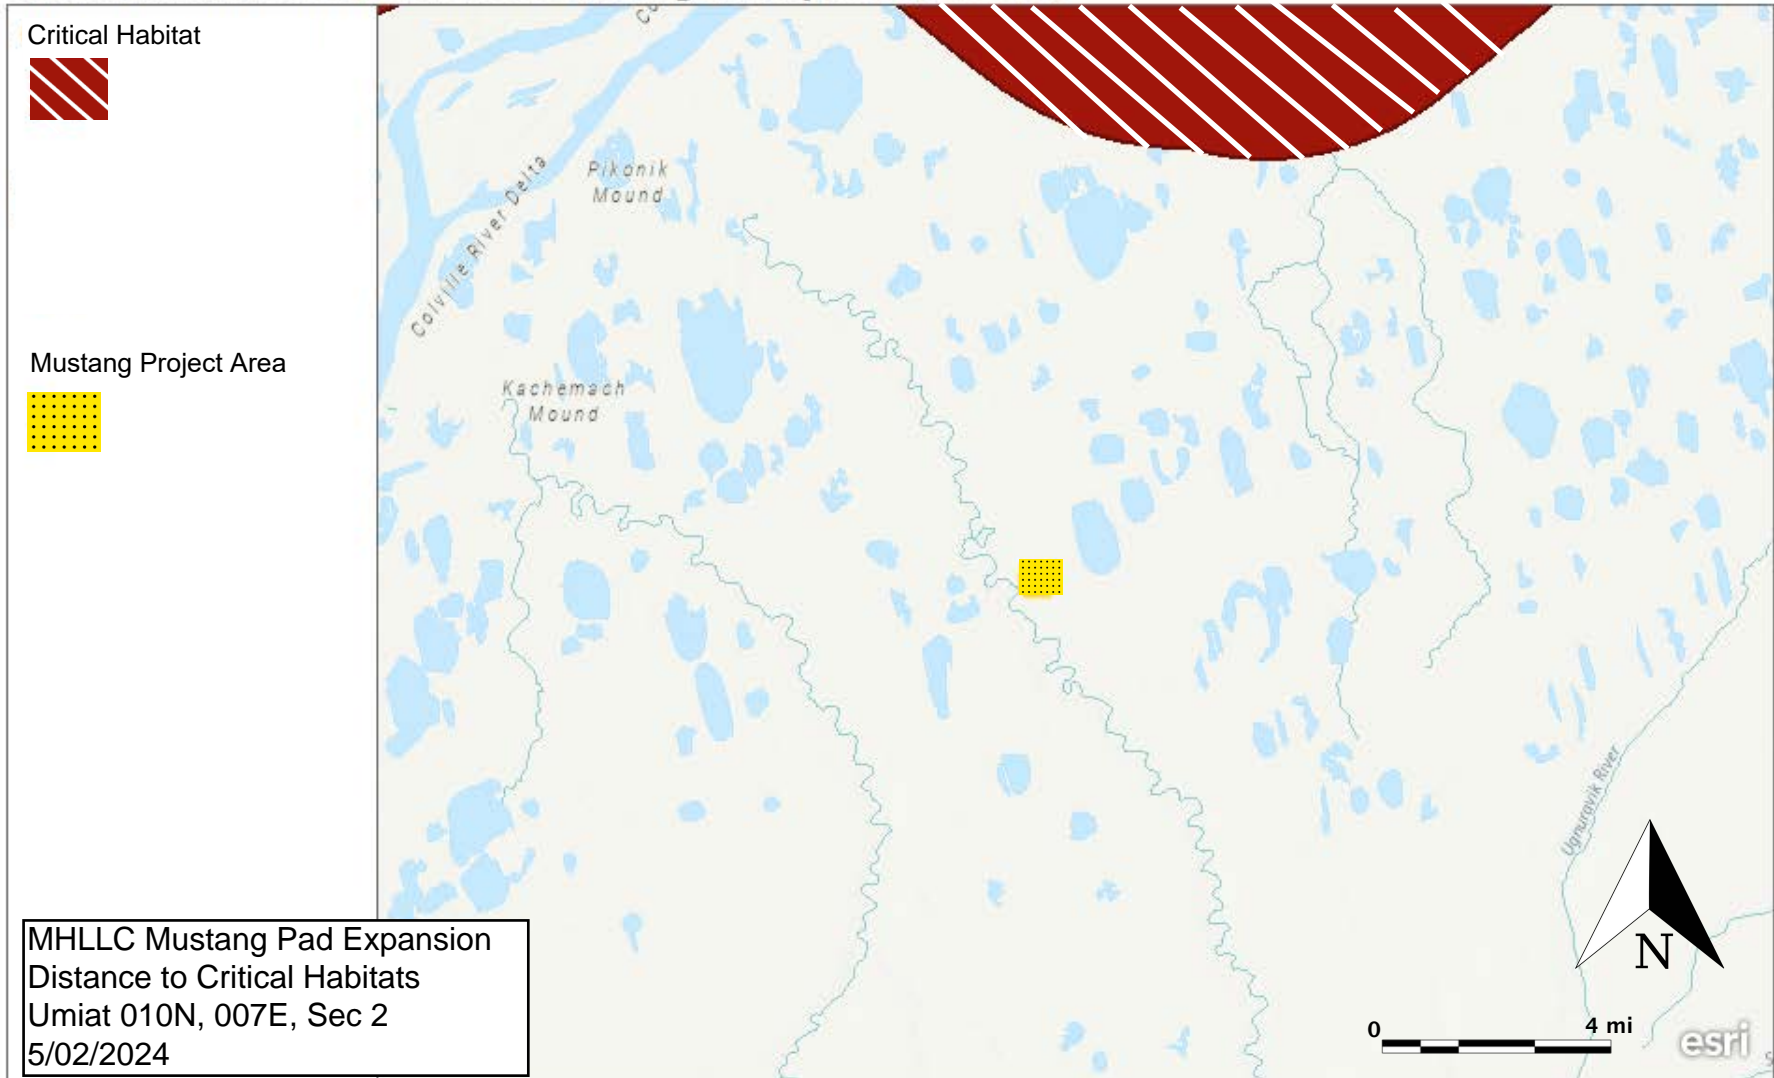 Critical Habitat
Mustang Project Area
Co
Colville River Delta
Pikonik
Mound
Kachemach
Mound
Ugnuravik River
N
0
4 mi
esri
MHLLC Mustang Pad Expansion
Distance to Critical Habitats
Umiat 010N, 007E, Sec 2
5/02/2024